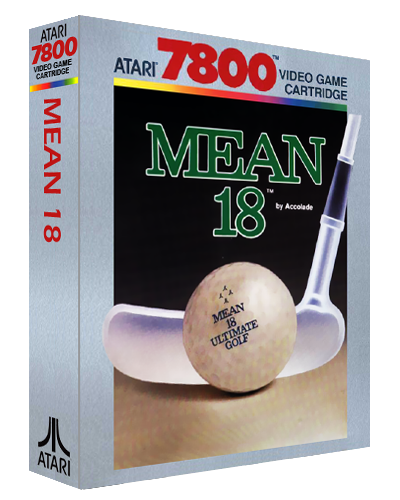 ATARI
7800
VIDEO GAME
CARTRIDGE
MEAN 18
ATARI
ATARI 7800™ VIDEO GAME
CARTRIDGE
MEAN
18™
by Accolade
MEAN
18
ULTIMATE
GOLF